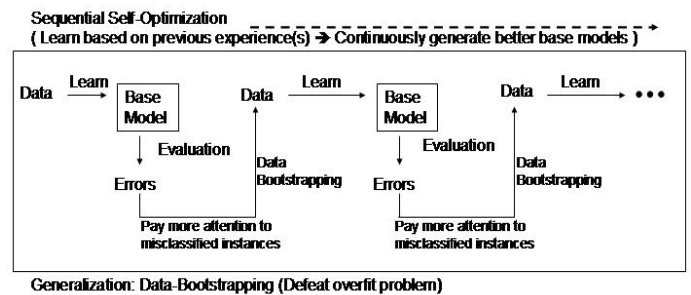 Sequential Self-Optimization
( Learn based on previous experience(s) ➔ Continuously generate better base models )
Data
Learn
Base
Model
Evaluation
Errors
Pay more attention to
misclassified instances
Data
Bootstrapping
Data
Learn
Base
Model
Evaluation
Errors
Pay more attention to
misclassified instances
Data
Bootstrapping
Data
Learn
•••
Generalization: Data-Bootstrapping (Defeat overfit problem)